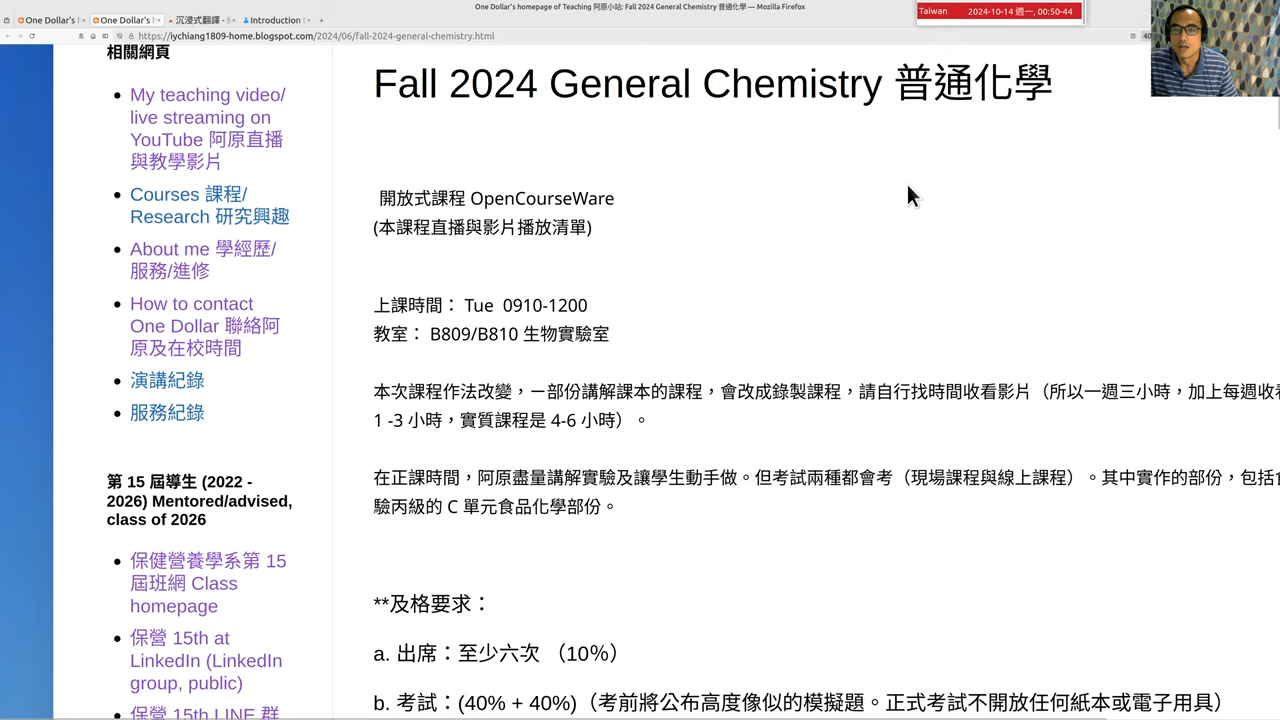 One Dollar's homepage of Teaching 阿原小站: Fall 2024 General Chemistry 普通化學 — Mozilla Firefox
Taiwan 2024-10-14 週一, 00:50-44
One Dollar's
One Dollar's
沉浸式翻譯 -
Introduction
https://iychiang1809-home.blogspot.com/2024/06/fall-2024-general-chemistry.html
40
相關網頁
My teaching video/
live streaming on
YouTube 阿原直播
與教學影片
Courses 課程/
Research 研究興趣
About me 學經歷/
服務/進修
How to contact
One Dollar 聯絡阿
原及在校時間
演講紀錄
服務紀錄
第 15 屆導生 (2022 -
2026) Mentored/advised,
class of 2026
保健營養學系第 15
屆班網 Class
homepage
保營 15th at
LinkedIn (LinkedIn
group, public)
保營 15th LINE 群
Fall 2024 General Chemistry 普通化學
開放式課程 OpenCourseWare
(本課程直播與影片播放清單)
上課時間： Tue 0910-1200
教室： B809/B810 生物實驗室
本次課程作法改變，一部份講解課本的課程，會改成錄製課程，請自行找時間收看影片（所以一週三小時，加上每週收看
1 -3 小時，實質課程是 4-6 小時）。
在正課時間，阿原盡量講解實驗及讓學生動手做。但考試兩種都會考（現場課程與線上課程）。其中實作的部份，包括食
驗丙級的 C 單元食品化學部份。
**及格要求：
a. 出席：至少六次 （10%）
b. 考試：(40% + 40%)（考前將公布高度像似的模擬題。正式考試不開放任何紙本或電子用具）